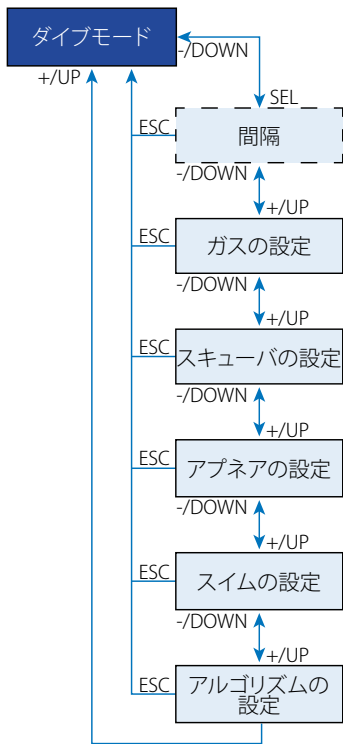 ダイブモード
-/DOWN
+/UP
SEL
ESC
間隔
-/DOWN
+/UP
ESC
ガスの設定
-/DOWN
+/UP
ESC
スキューバの設定
-/DOWN
+/UP
ESC
アプネアの設定
-/DOWN
+/UP
ESC
スイムの設定
-/DOWN
+/UP
ESC
アルゴリズムの
設定